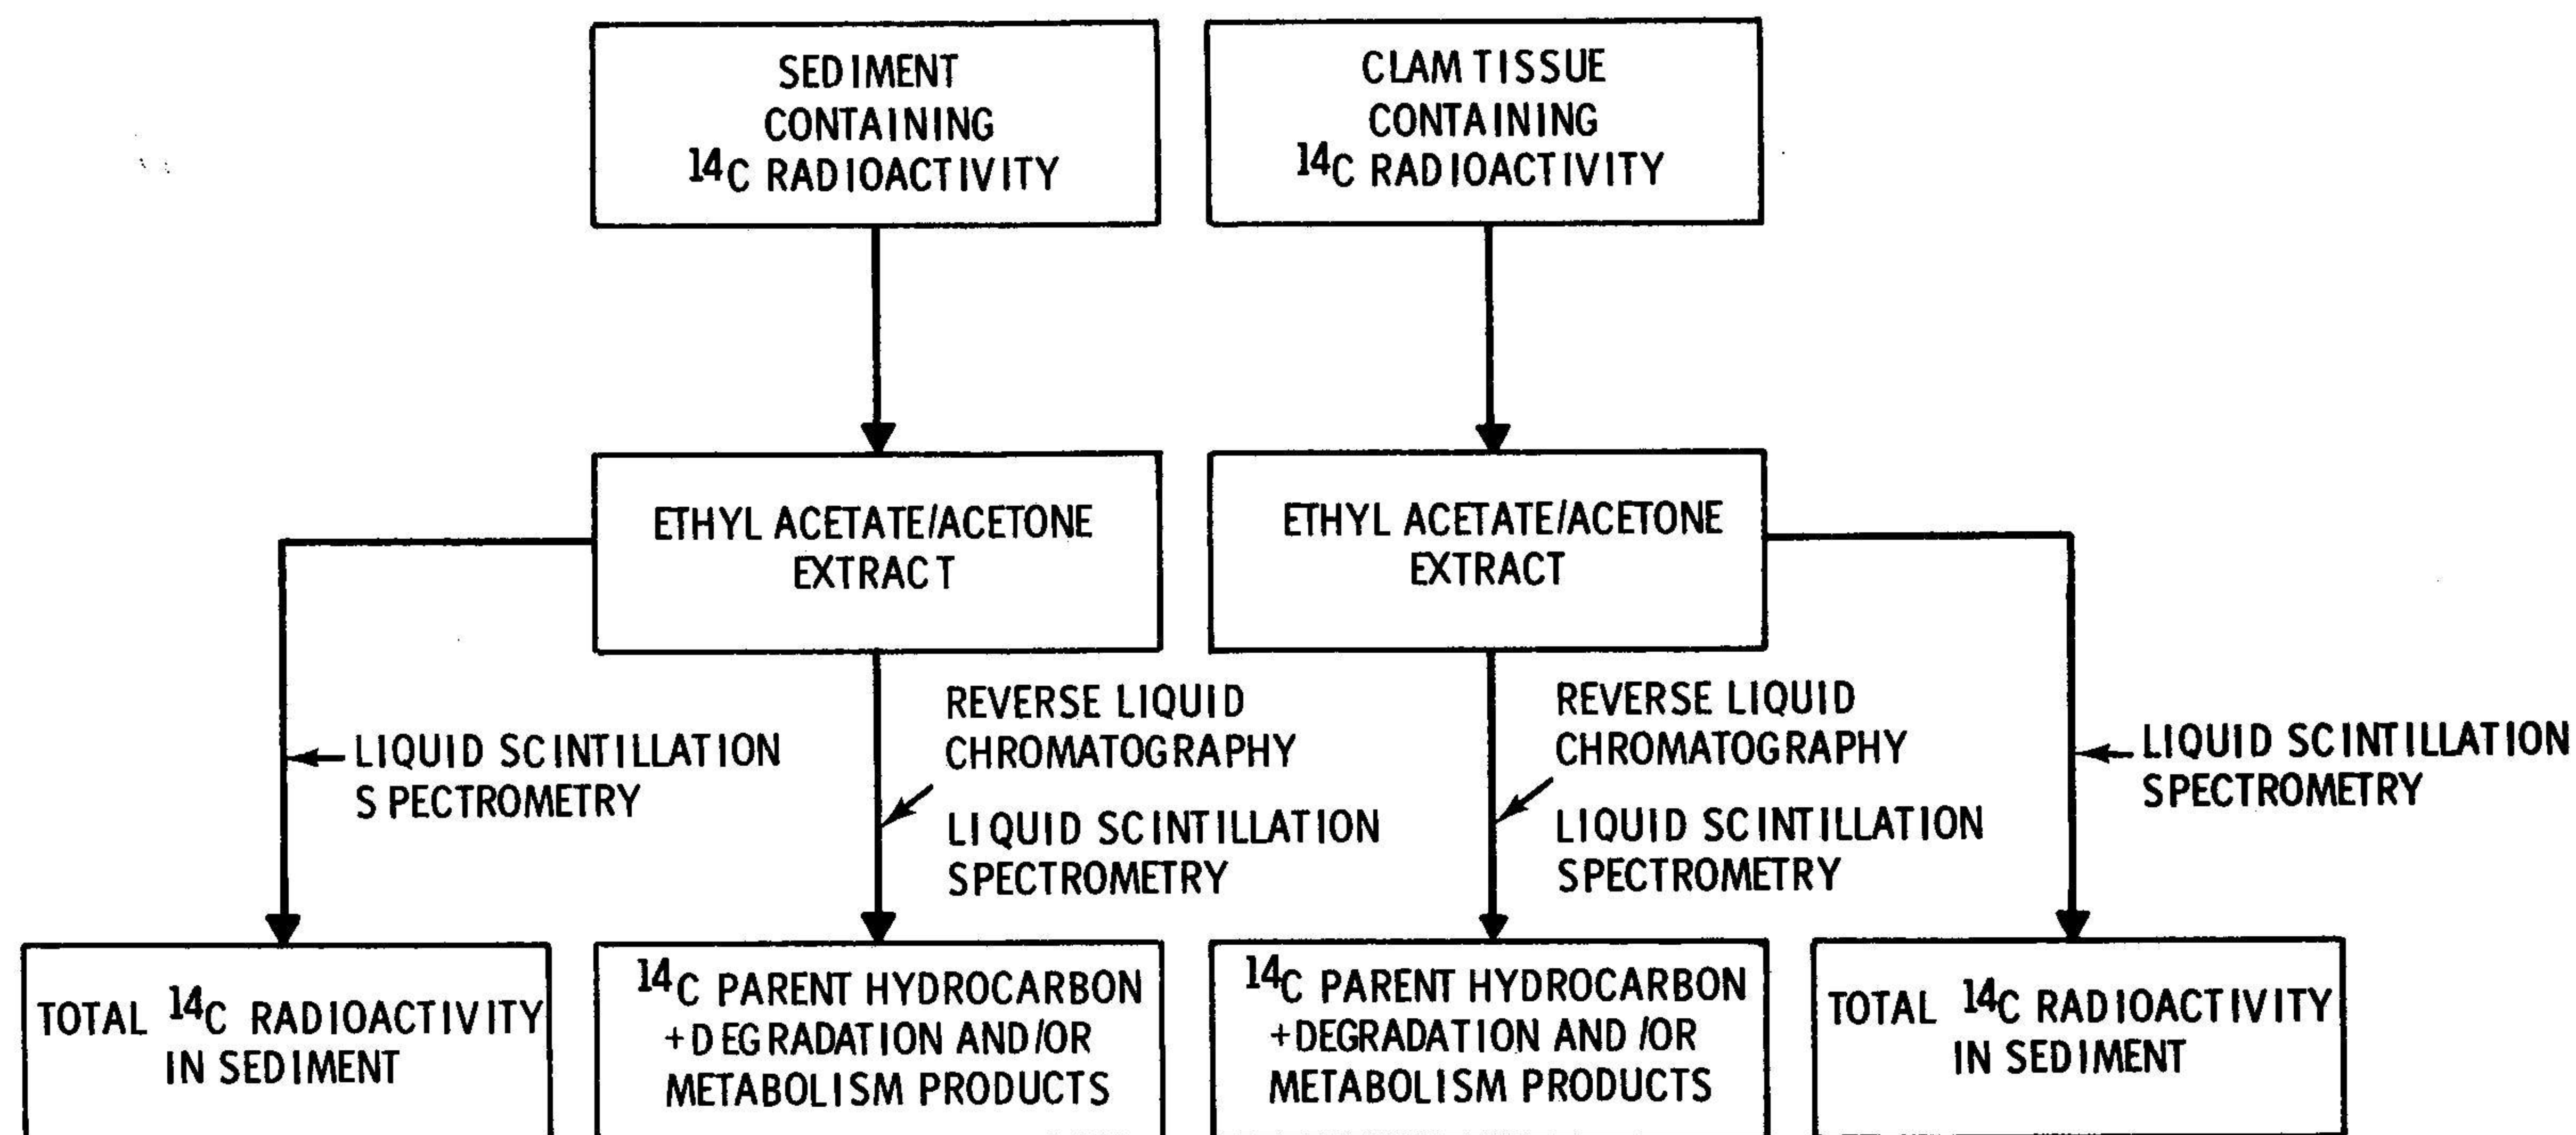 SEDIMENT
CONTAINING
14C RADIOACTIVITY
CLAM TISSUE
CONTAINING
14C RADIOACTIVITY
ETHYL ACETATE/ACETONE
EXTRACT
ETHYL ACETATE/ACETONE
EXTRACT
LIQUID SCINTILLATION
SPECTROMETRY
REVERSE LIQUID
CHROMATOGRAPHY
LIQUID SCINTILLATION
SPECTROMETRY
REVERSE LIQUID
CHROMATOGRAPHY
LIQUID SCINTILLATION
SPECTROMETRY
LIQUID SCINTILLATION
SPECTROMETRY
TOTAL 14C RADIOACTIVITY
IN SEDIMENT
14C PARENT HYDROCARBON
+DEGRADATION AND/OR
METABOLISM PRODUCTS
14C PARENT HYDROCARBON
+DEGRADATION AND/OR
METABOLISM PRODUCTS
TOTAL 14C RADIOACTIVITY
IN SEDIMENT